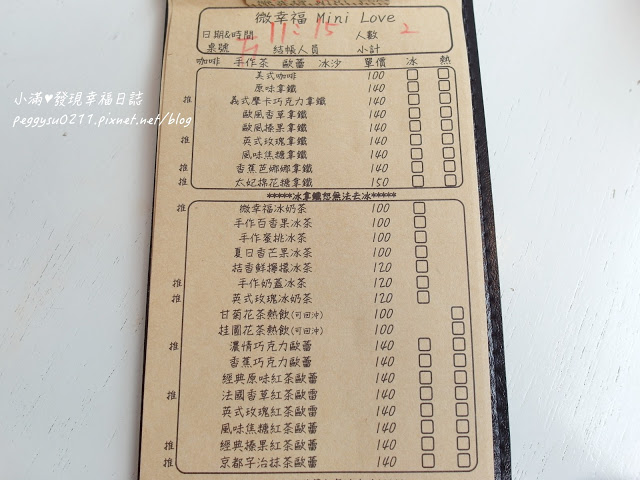 微幸福 Mini Love
日期&時間 11:15 人數 2
桌號 4 結帳人員 小計
咖啡 手作茶 歐蕾 冰沙 單價 冰 熱
美式咖啡 100
原味拿鐵 140
推 義式摩卡巧克力拿鐵 140
歐風香草拿鐵 140
歐風榛果拿鐵 140
推 英式玫瑰拿鐵 140
風味焦糖拿鐵 140
推 香蕉芭娜娜拿鐵 140
推 太妃棉花糖拿鐵 150
*****冰拿鐵恕無法去冰*****
推 微幸福冰奶茶 100
手作百香果冰茶 100
手作蜜桃冰茶 100
夏日香芒果冰茶 100
桔香鮮檸檬冰茶 120
推 手作奶蓋冰茶 120
推 英式玫瑰冰奶茶 120
甘菊花茶熱飲(可回沖) 100
桂圓花茶熱飲(可回沖) 100
推 濃情巧克力歐蕾 140
香蕉巧克力歐蕾 140
經典原味紅茶歐蕾 140
推 法國香草紅茶歐蕾 140
英式玫瑰紅茶歐蕾 140
風味焦糖紅茶歐蕾 140
推 經典榛果紅茶歐蕾 140
推 京都宇治抹茶歐蕾 140
小滿♥發現幸福日誌
peggysu0211.pixnet.net/blog